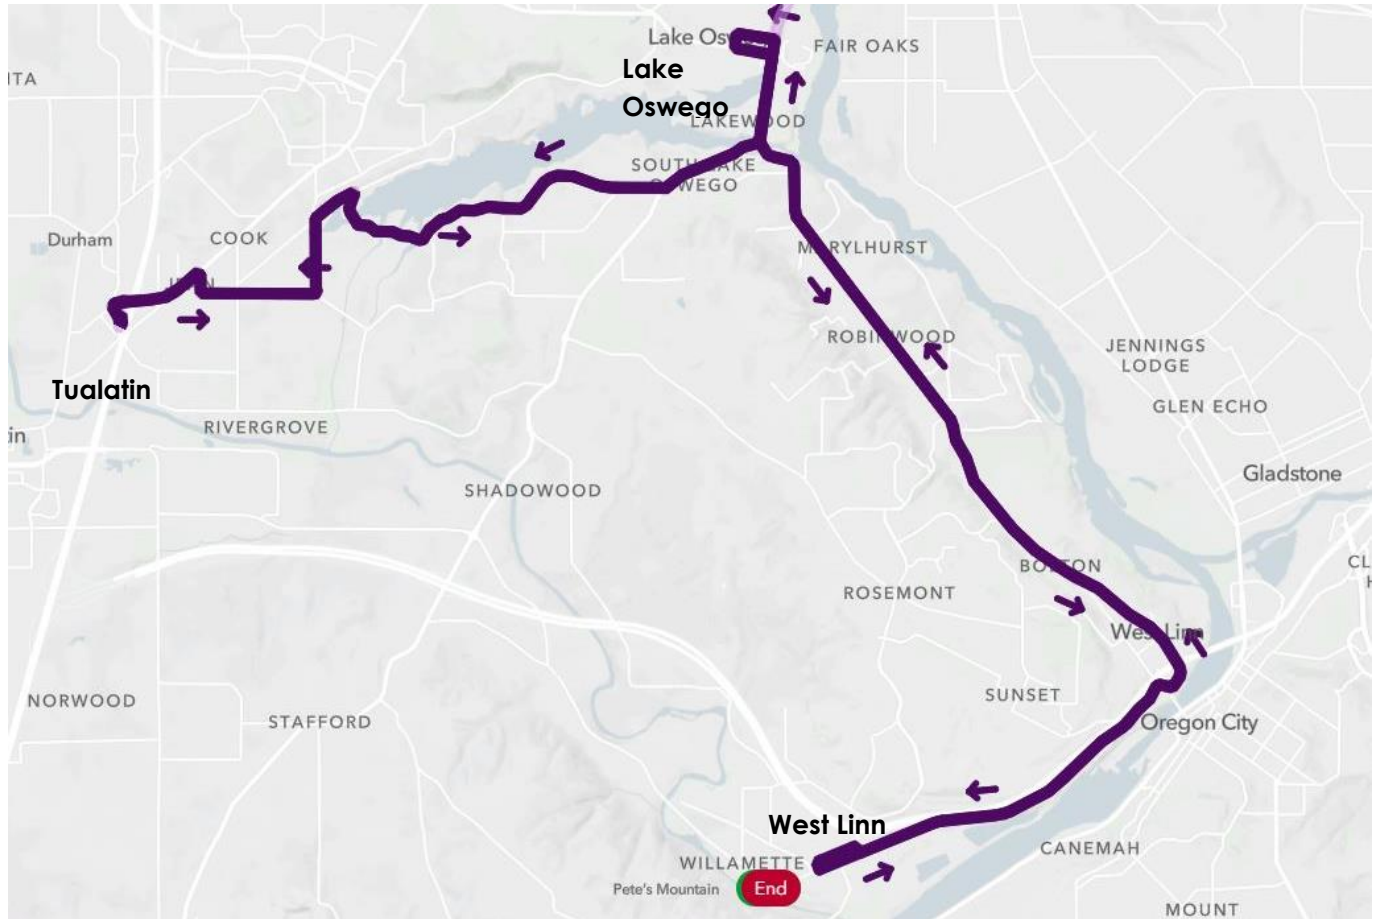 Lake Os
FAIR OAKS
Lake
Oswego
LAKEWOOD
SOUTH LAKE
OSWEGO
Durham
COOK
MARYLHURST
ROBINWOOD
JENNINGS
LODGE
Tualatin
GLEN ECHO
RIVERGROVE
Gladstone
SHADOWOOD
BOLTON
ROSEMONT
West Linn
SUNSET
NORWOOD
STAFFORD
Oregon City
West Linn
CANEMAH
WILLAMETTE
Pete's Mountain
End
MOUNT